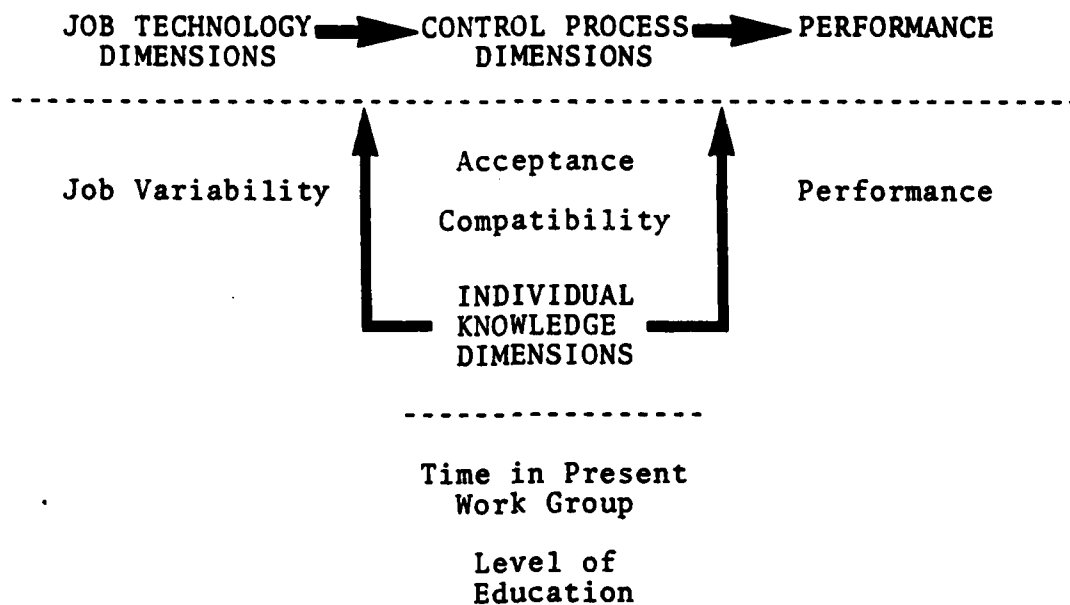 JOB TECHNOLOGY CONTROL PROCESS PERFORMANCE
DIMENSIONS DIMENSIONS
Acceptance
Job Variability Performance
Compatibility
INDIVIDUAL
KNOWLEDGE
DIMENSIONS
Time in Present
Work Group
Level of
Education